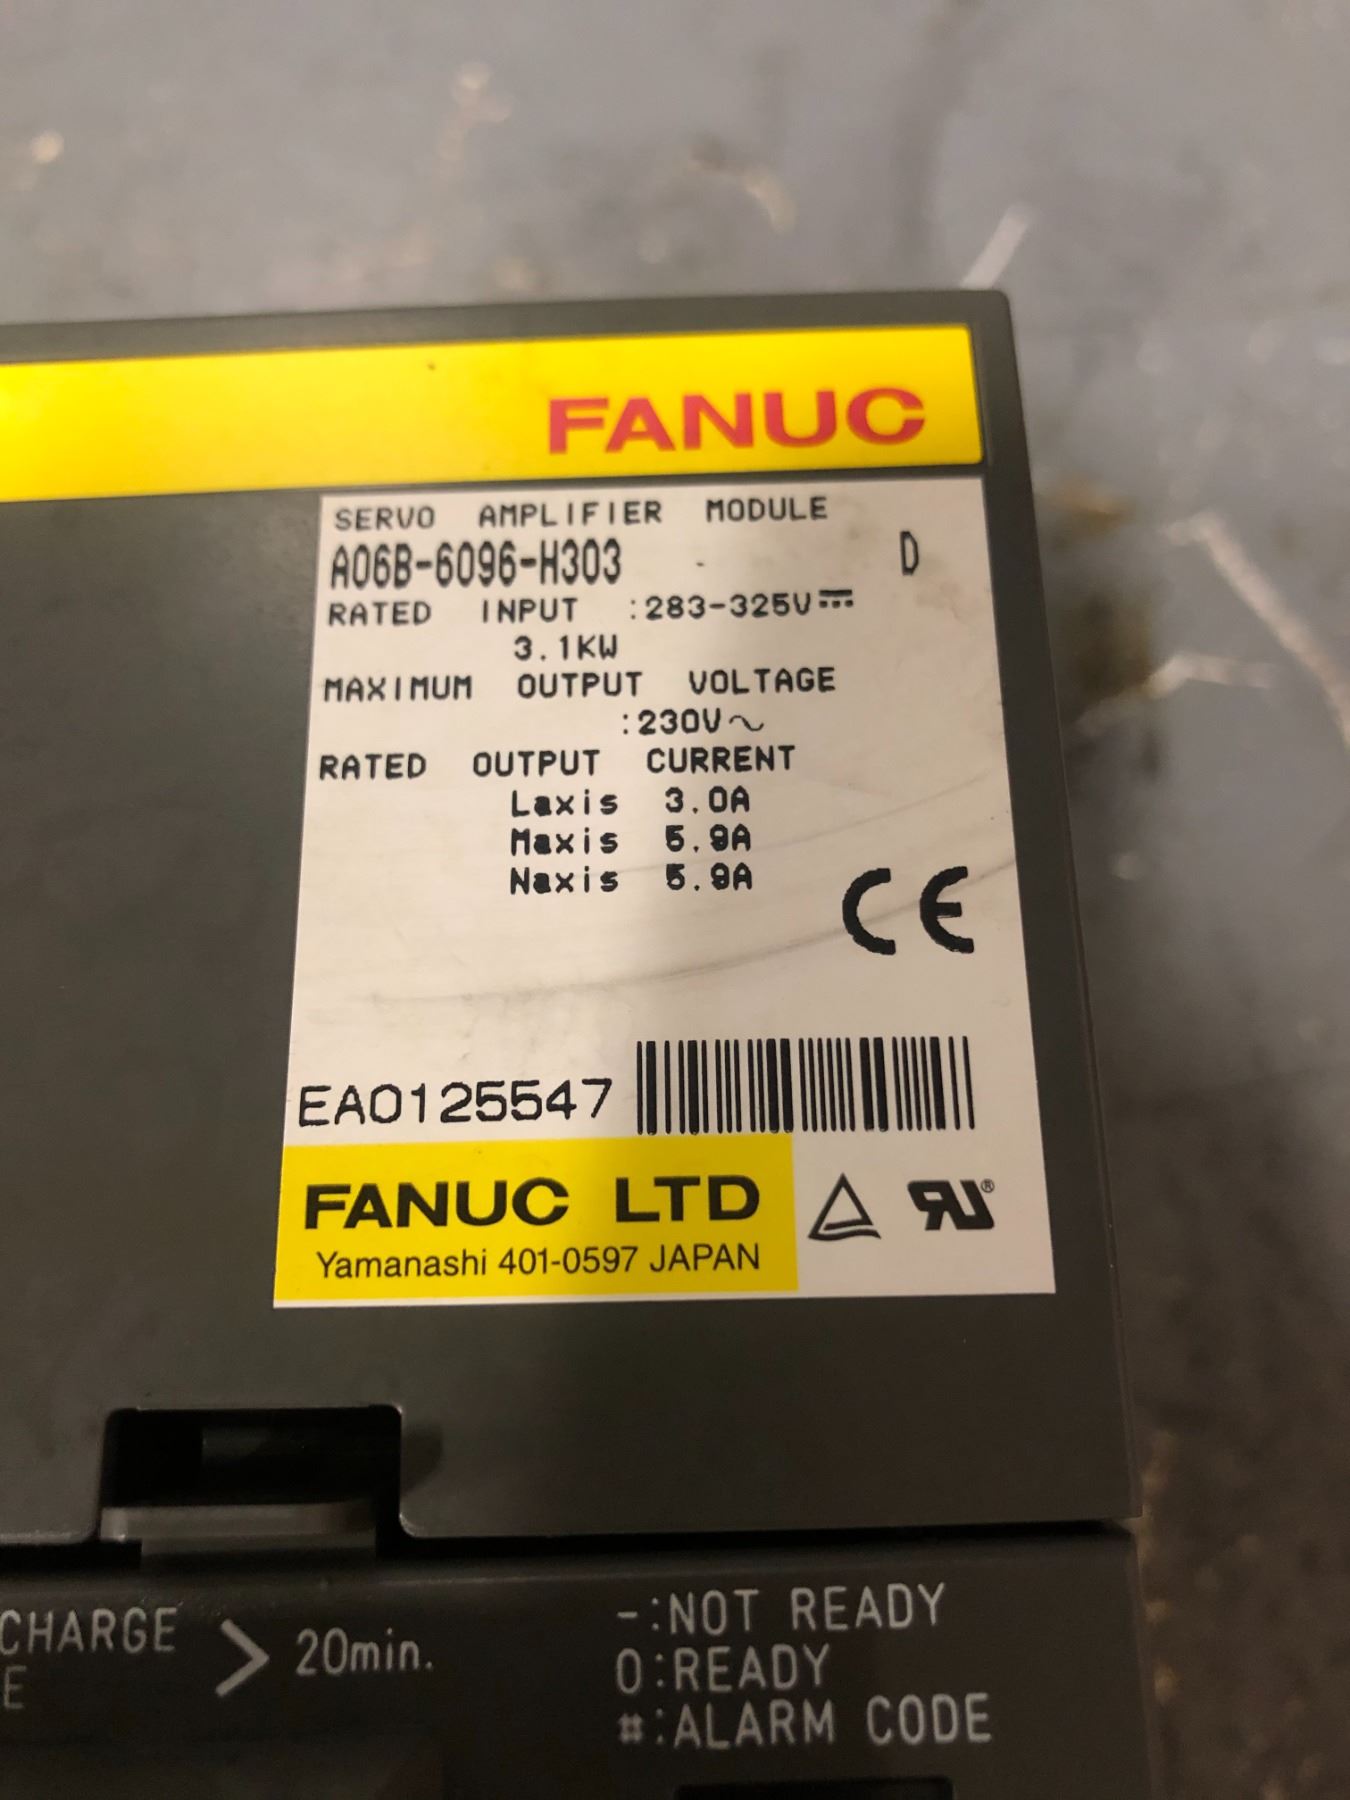 FANUC
SERVO AMPLIFIER MODULE
A06B-6096-H303 D
RATED INPUT :283-325V⎓
3.1KW
MAXIMUM OUTPUT VOLTAGE
:230V～
RATED OUTPUT CURRENT
Laxis 3.0A
Maxis 5.9A
Naxis 5.9A
CE
EA0125547
FANUC LTD
Yamanashi 401-0597 JAPAN
CHARGE > 20min.
E
-:NOT READY
0:READY
#:ALARM CODE